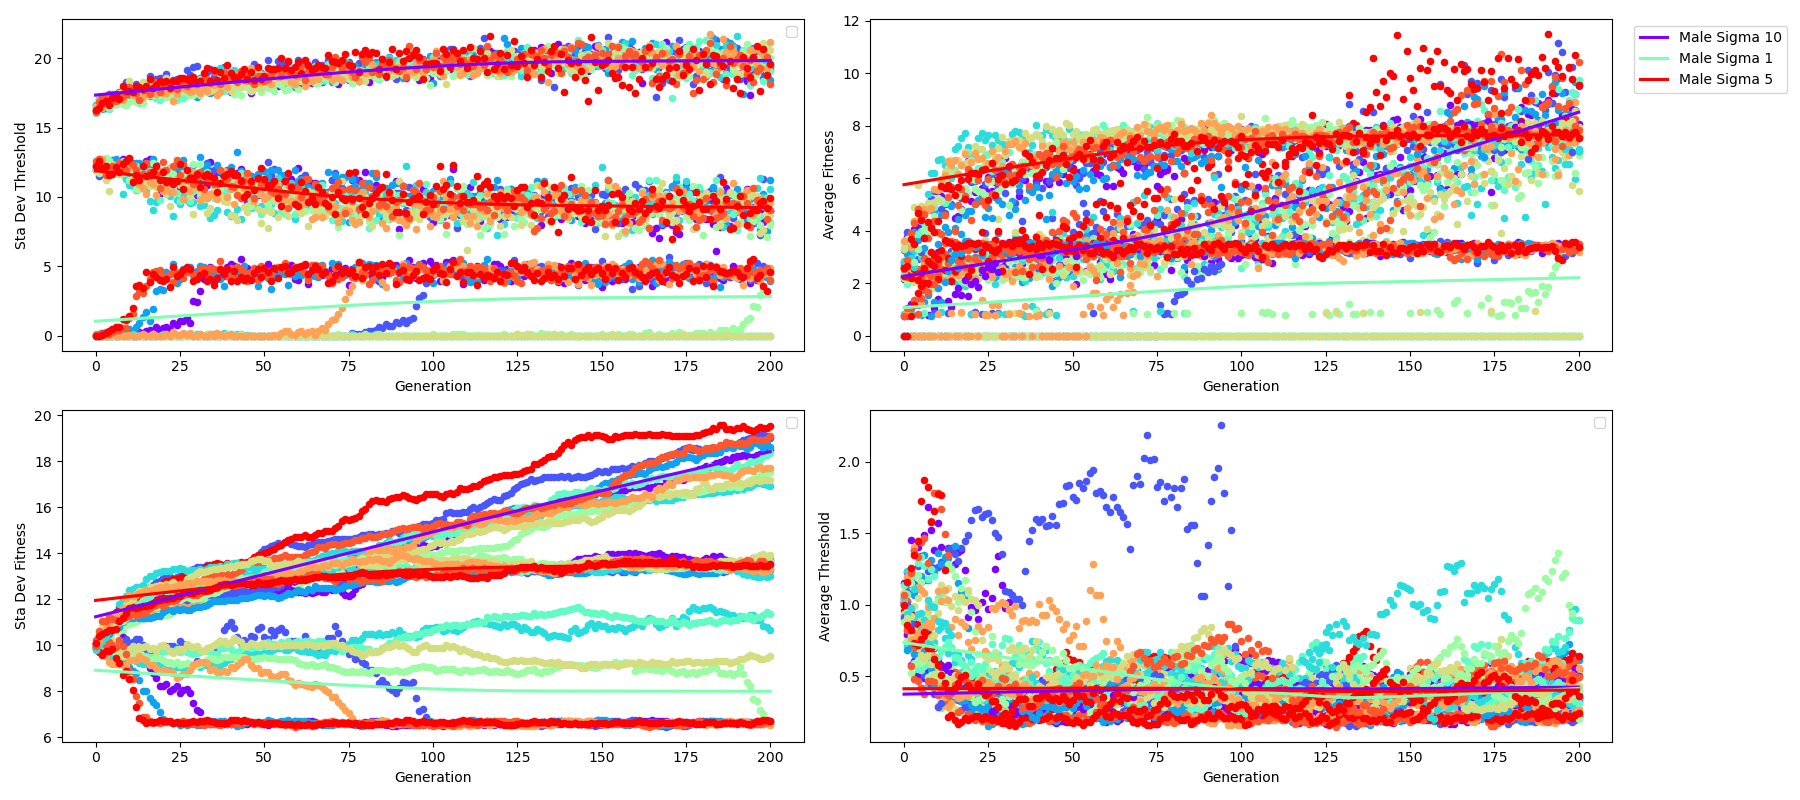 Sta Dev Threshold
20
15
10
5
0
0 25 50 75 100 125 150 175 200
Generation
Average Fitness
12
10
8
6
4
2
0
0 25 50 75 100 125 150 175 200
Generation
Male Sigma 10
Male Sigma 1
Male Sigma 5
Sta Dev Fitness
20
18
16
14
12
10
8
6
0 25 50 75 100 125 150 175 200
Generation
Average Threshold
2.0
1.5
1.0
0.5
0 25 50 75 100 125 150 175 200
Generation